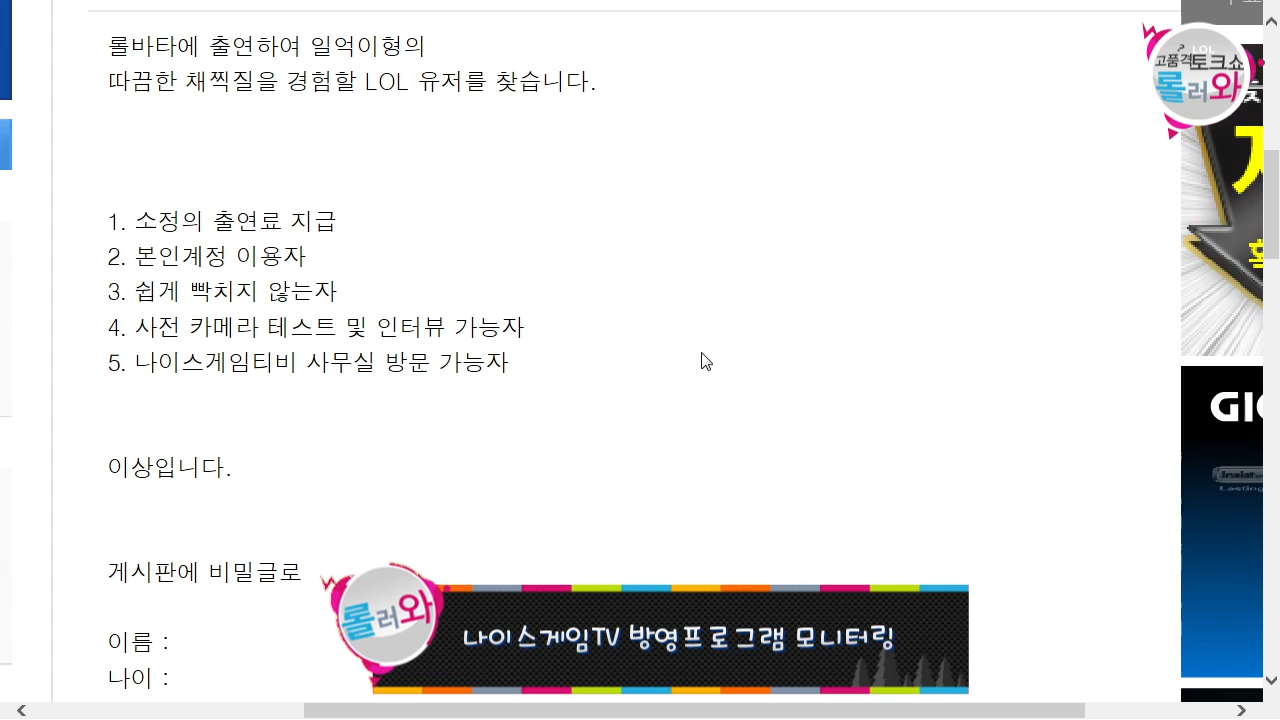 롤바타에 출연하여 일억이형의
따끔한 채찍질을 경험할 LOL 유저를 찾습니다.
1. 소정의 출연료 지급
2. 본인계정 이용자
3. 쉽게 빡치지 않는자
4. 사전 카메라 테스트 및 인터뷰 가능자
5. 나이스게임티비 사무실 방문 가능자
이상입니다.
게시판에 비밀글로
이름 :
나이 :
LOL
고품격토크쇼
롤러와
롤러와
나이스게임TV 방영프로그램 모니터링